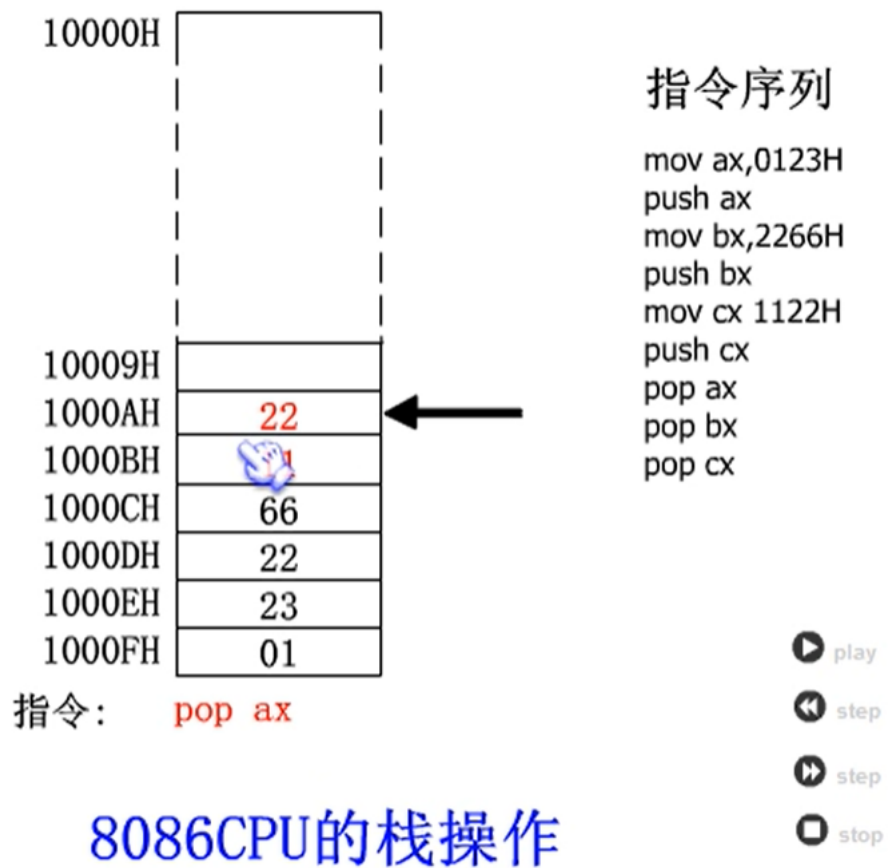 10000H
指令序列
mov ax,0123H
push ax
mov bx,2266H
push bx
mov cx 1122H
push cx
pop ax
pop bx
pop cx
10009H
1000AH 22
1000BH
1000CH 66
1000DH 22
1000EH 23
1000FH 01
指令: pop ax
play
step
step
stop
8086CPU的栈操作